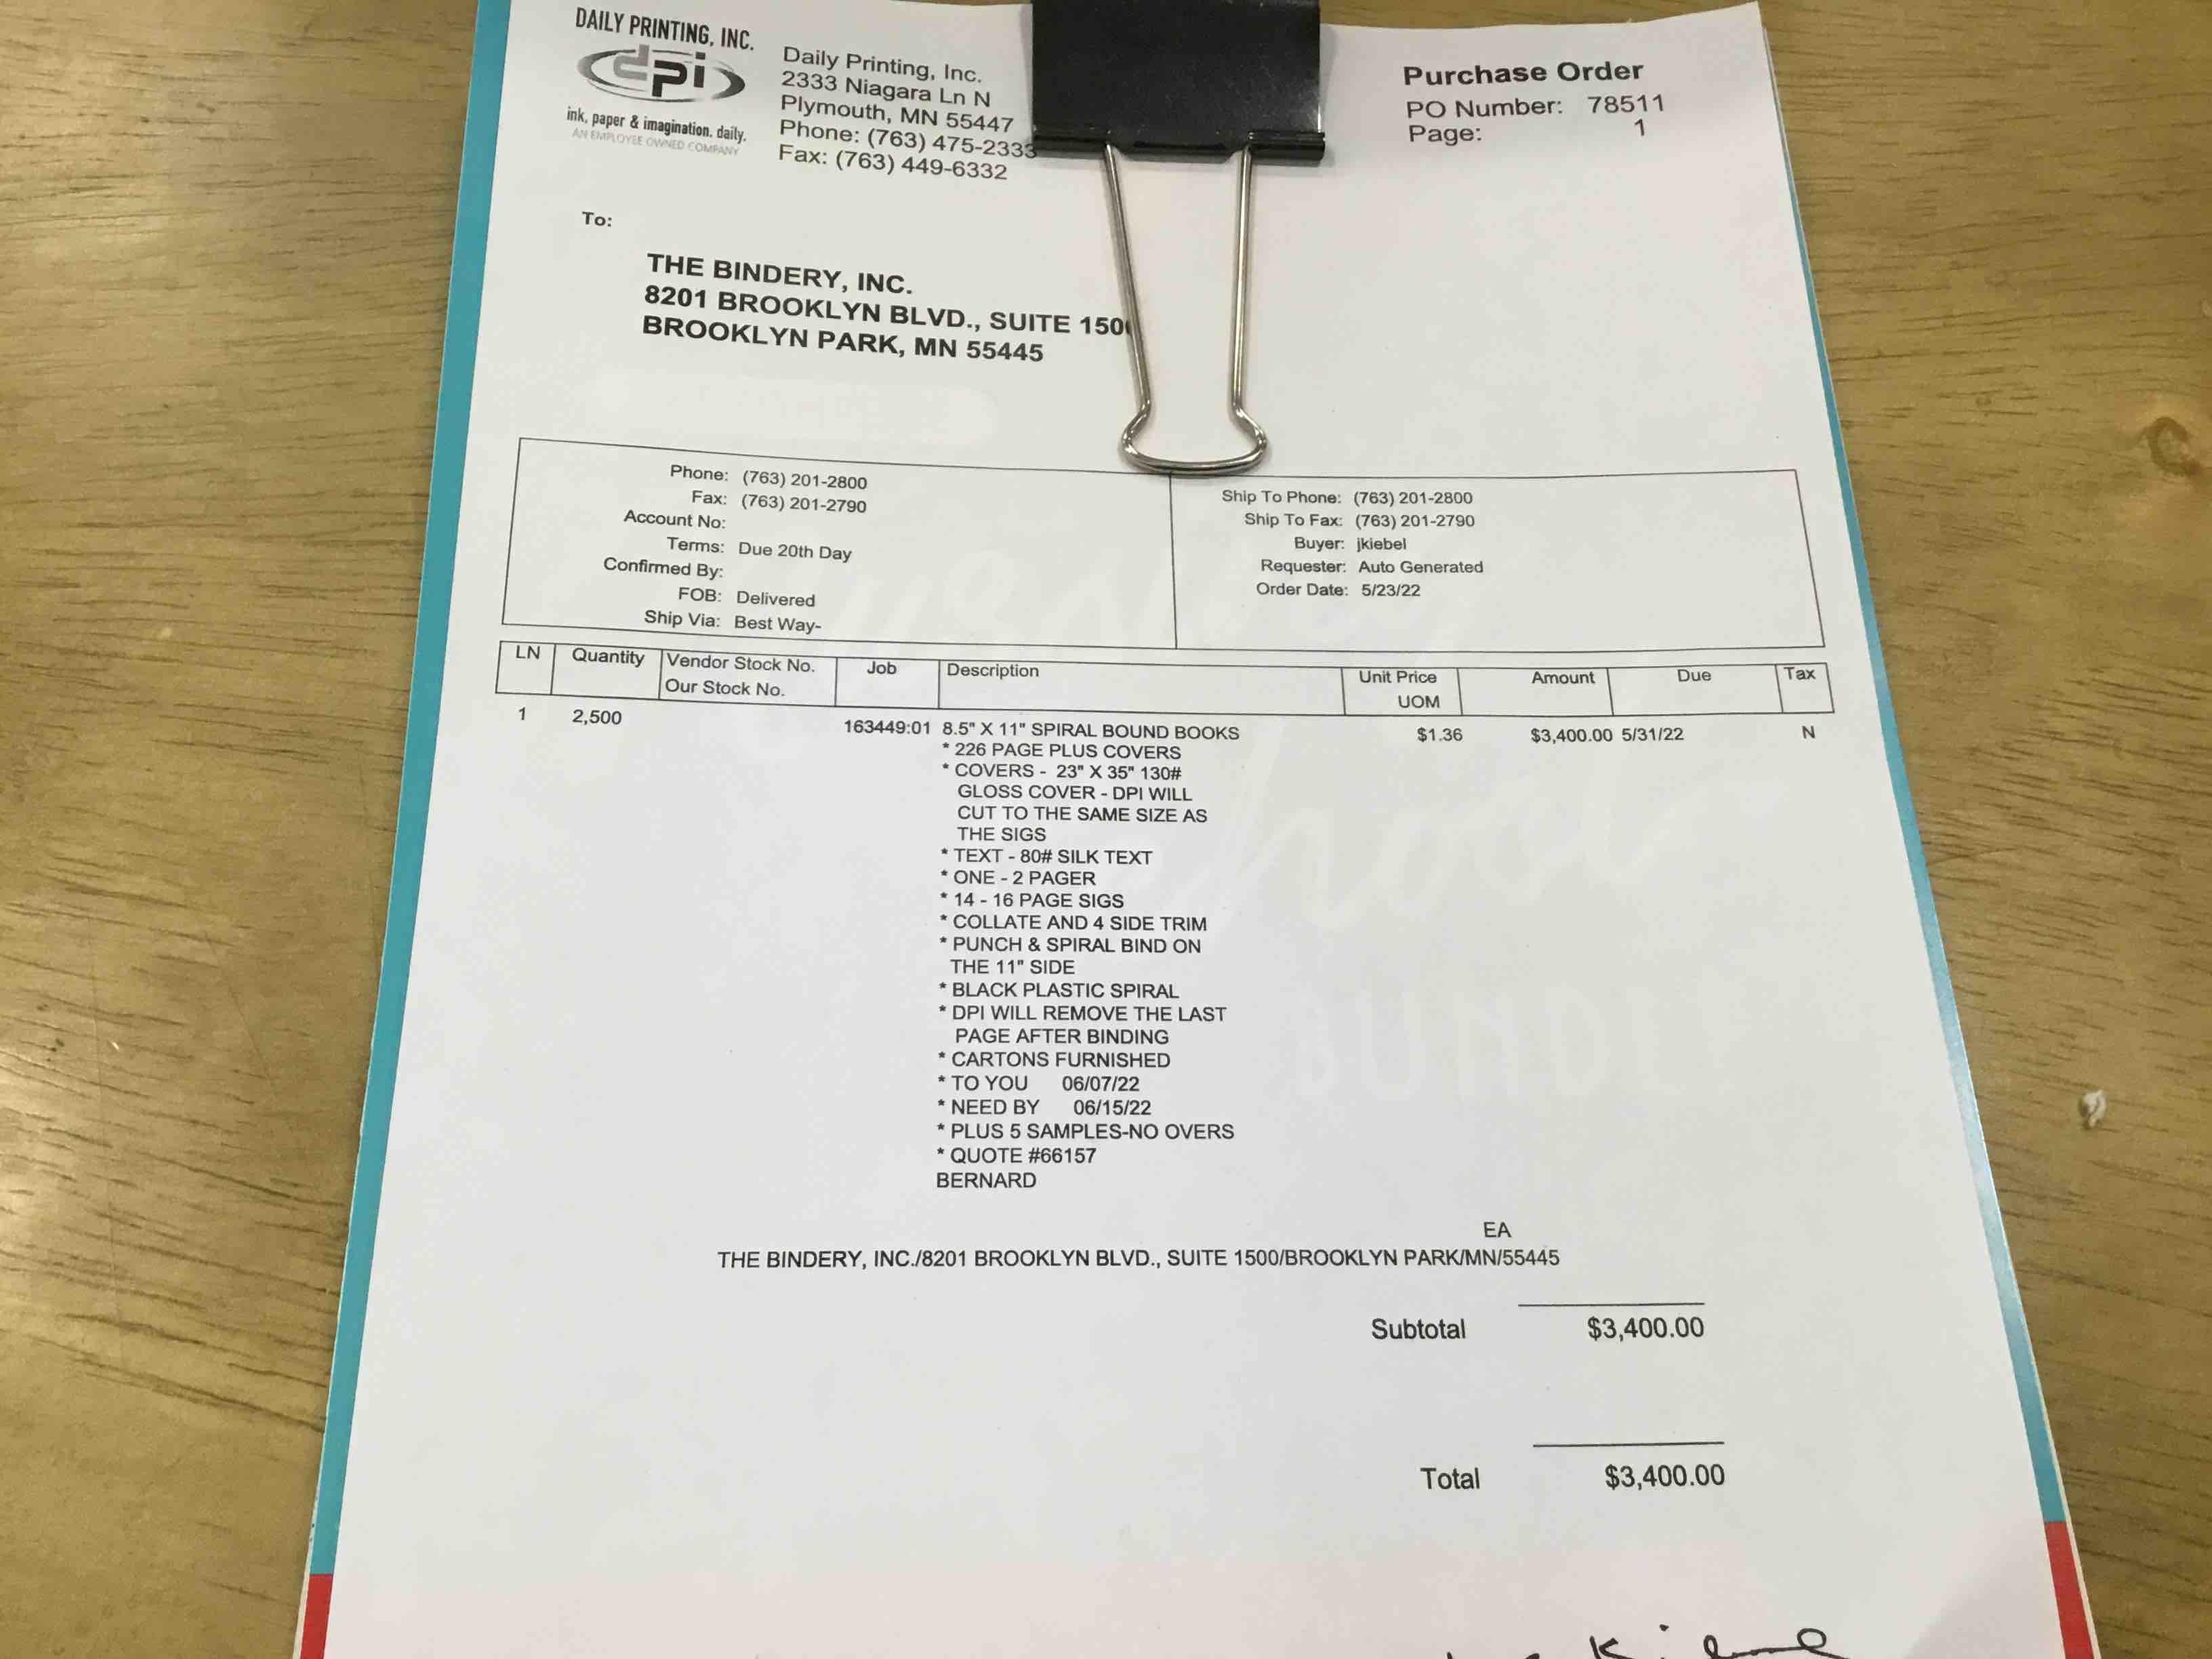 DAILY PRINTING, INC.
dpi
ink, paper & imagination. daily.
AN EMPLOYEE OWNED COMPANY
Daily Printing, Inc.
2333 Niagara Ln N
Plymouth, MN 55447
Phone: (763) 475-2333
Fax: (763) 449-6332
Purchase Order
PO Number: 78511
Page: 1
To:
THE BINDERY, INC.
8201 BROOKLYN BLVD., SUITE 150
BROOKLYN PARK, MN 55445
Phone: (763) 201-2800
Fax: (763) 201-2790
Account No:
Terms: Due 20th Day
Confirmed By:
FOB: Delivered
Ship Via: Best Way-
Ship To Phone: (763) 201-2800
Ship To Fax: (763) 201-2790
Buyer: jkiebel
Requester: Auto Generated
Order Date: 5/23/22
LN Quantity Vendor Stock No. Job Description Unit Price Amount Due Tax
Our Stock No. UOM
1 2,500 163449:01 8.5" X 11" SPIRAL BOUND BOOKS $1.36 $3,400.00 5/31/22 N
* 226 PAGE PLUS COVERS
* COVERS - 23" X 35" 130#
GLOSS COVER - DPI WILL
CUT TO THE SAME SIZE AS
THE SIGS
* TEXT - 80# SILK TEXT
* ONE - 2 PAGER
* 14 - 16 PAGE SIGS
* COLLATE AND 4 SIDE TRIM
* PUNCH & SPIRAL BIND ON
THE 11" SIDE
* BLACK PLASTIC SPIRAL
* DPI WILL REMOVE THE LAST
PAGE AFTER BINDING
* CARTONS FURNISHED
* TO YOU 06/07/22
* NEED BY 06/15/22
* PLUS 5 SAMPLES-NO OVERS
* QUOTE #66157
BERNARD
EA
THE BINDERY, INC./8201 BROOKLYN BLVD., SUITE 1500/BROOKLYN PARK/MN/55445
Subtotal $3,400.00
Total $3,400.00